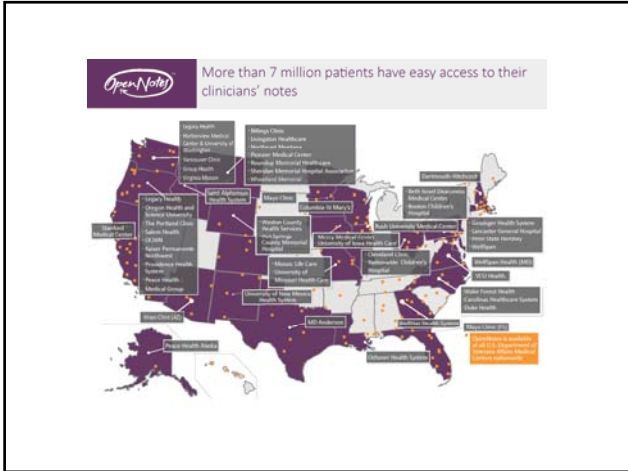 OpenNotes
More than 7 million patients have easy access to their
clinicians' notes
· Legacy Health
· Harborview Medical
Center & University of
Washington
· Vancouver Clinic
· Group Health
· Virginia Mason
· Billings Clinic
· Livingston Healthcare
· Northeast Montana
· Pioneer Medical Center
· Roundup Memorial Healthcare
· Sheridan Memorial Hospital Association
· Wheatland Memorial
Dartmouth-Hitchcock
Saint Alphonsus
Health System
Mayo Clinic
Columbia St Mary's
· Beth Israel Deaconess
Medical Center
· Boston Children's
Hospital
· Legacy Health
· Oregon Health and
Science University
· The Portland Clinic
· Salem Health
· OCHIN
· Kaiser Permanente
Northwest
· Providence Health
System
· Peace Health
Medical Group
Stanford
Medical Center
· Weston County
Health Services
· Hot Springs
County Memorial
Hospital
Mercy Medical Center
University of Iowa Health Care
Rush University Medical Center
· Geisinger Health System
· Lancaster General Hospital
· Penn State Hershey
· WellSpan
· Cleveland Clinic
· Nationwide Children's
Hospital
· Mosaic Life Care
· University of
Missouri Health Care
WellSpan Health (MD)
VCU Health
University of New Mexico
Health System
· Wake Forest Health
· Carolinas Healthcare System
· Duke Health
Mayo Clinic (AZ)
MD Anderson
Health System
Mayo Clinic (FL)
Peace Health Alaska
Ochsner Health System
OpenNotes is available
at all U.S. Department of
Veterans Affairs Medical
Centers nationwide